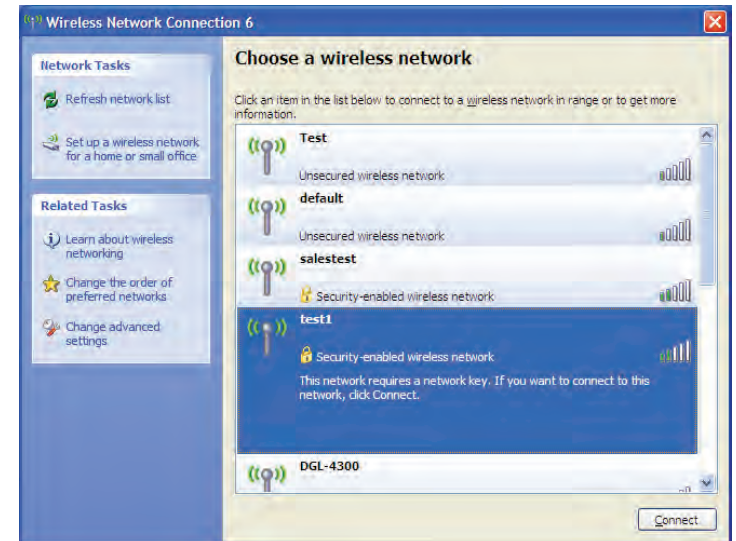 Wireless Network Connection 6
Network Tasks
Refresh network list
Set up a wireless network
for a home or small office
Related Tasks
Learn about wireless
networking
Change the order of
preferred networks
Change advanced
settings
Choose a wireless network
Click an item in the list below to connect to a wireless network in range or to get more
information.
Test
Unsecured wireless network
default
Unsecured wireless network
salestest
Security-enabled wireless network
test1
Security-enabled wireless network
This network requires a network key. If you want to connect to this
network, click Connect.
DGL-4300
Connect